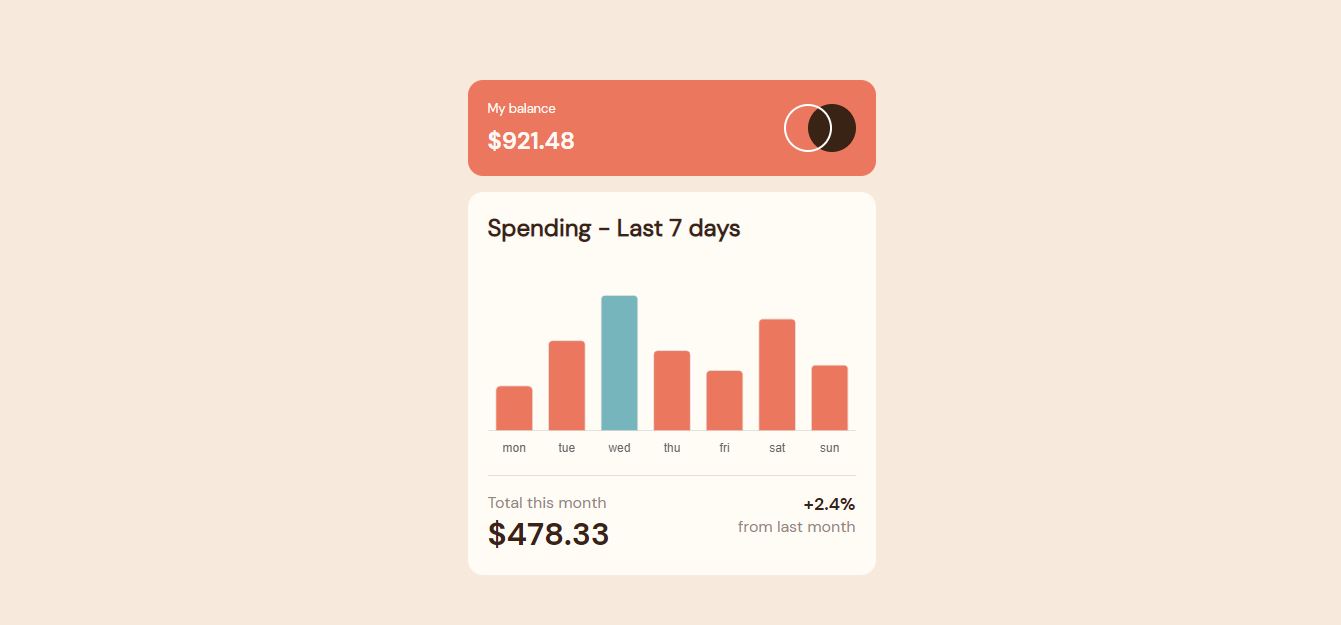 My balance
$921.48
Spending - Last 7 days
mon tue wed thu fri sat sun
Total this month
$478.33
+2.4%
from last month